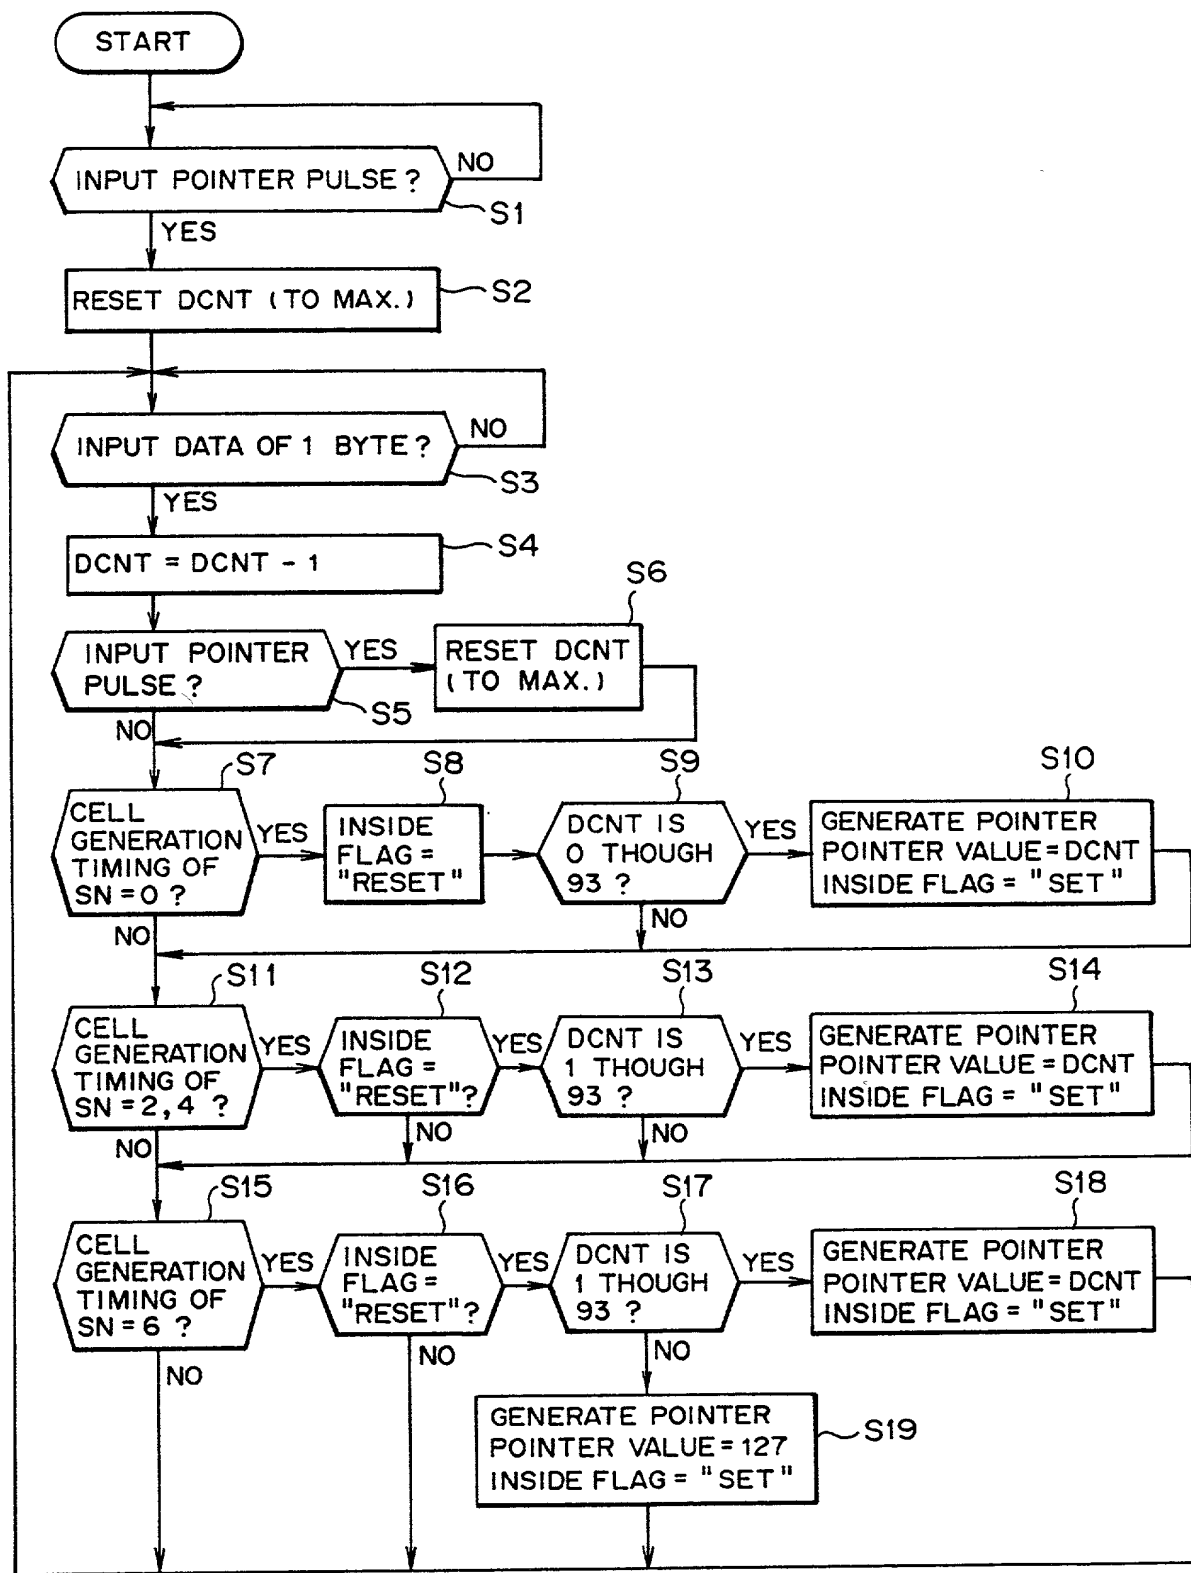 START
INPUT POINTER PULSE ?
NO
S1
YES
RESET DCNT (TO MAX.)
S2
INPUT DATA OF 1 BYTE ?
NO
S3
YES
DCNT = DCNT - 1
S4
INPUT POINTER
PULSE ?
YES
S5
NO
RESET DCNT
(TO MAX.)
S6
CELL
GENERATION
TIMING OF
SN = 0 ?
S7
YES
NO
INSIDE
FLAG =
"RESET"
S8
DCNT IS
0 THOUGH
93 ?
S9
YES
NO
GENERATE POINTER
POINTER VALUE = DCNT
INSIDE FLAG = "SET"
S10
CELL
GENERATION
TIMING OF
SN = 2, 4 ?
S11
YES
NO
INSIDE
FLAG =
"RESET" ?
S12
YES
NO
DCNT IS
1 THOUGH
93 ?
S13
YES
NO
GENERATE POINTER
POINTER VALUE = DCNT
INSIDE FLAG = "SET"
S14
CELL
GENERATION
TIMING OF
SN = 6 ?
S15
YES
NO
INSIDE
FLAG =
"RESET" ?
S16
YES
NO
DCNT IS
1 THOUGH
93 ?
S17
YES
NO
GENERATE POINTER
POINTER VALUE = DCNT
INSIDE FLAG = "SET"
S18
GENERATE POINTER
POINTER VALUE = 127
INSIDE FLAG = "SET"
S19